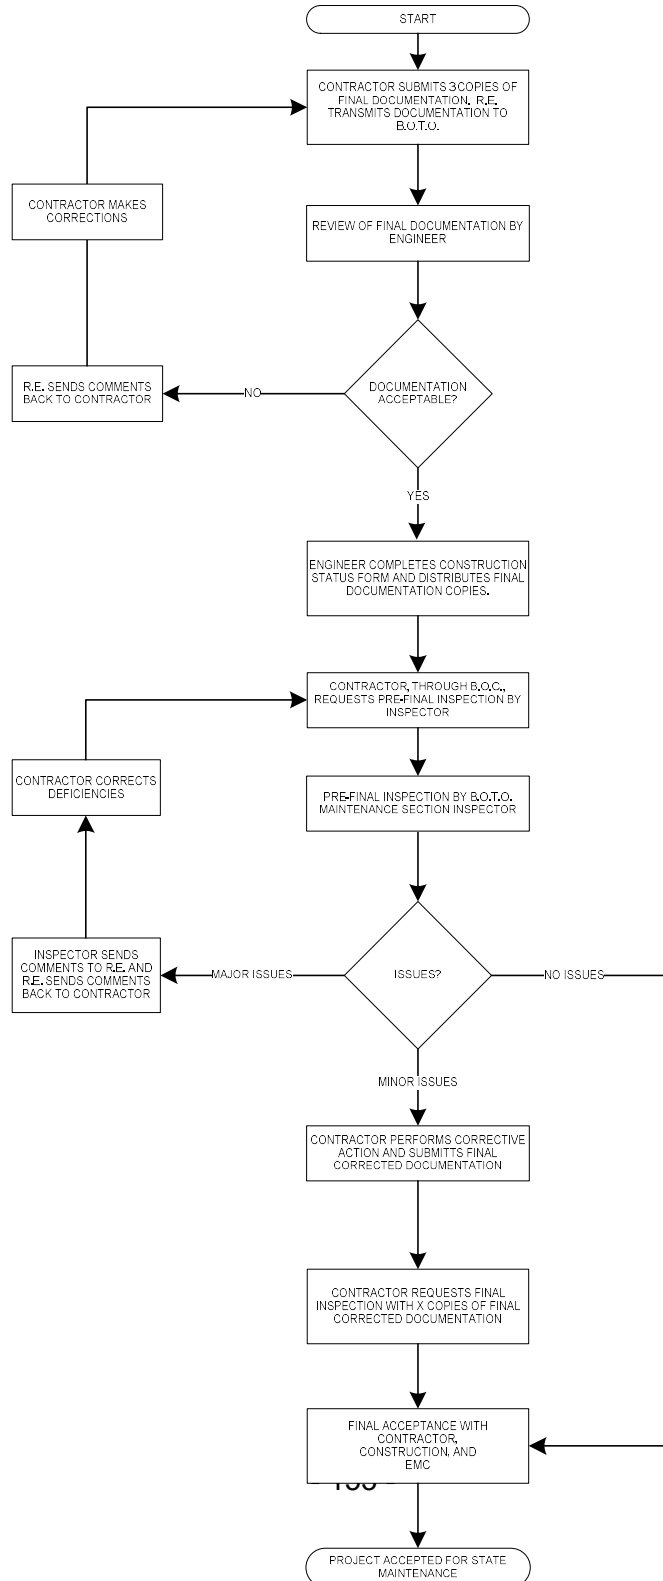 START
CONTRACTOR SUBMITS 3 COPIES OF
FINAL DOCUMENTATION. R.E.
TRANSMITS DOCUMENTATION TO
B.O.T.O.
CONTRACTOR MAKES
CORRECTIONS
REVIEW OF FINAL DOCUMENTATION BY
ENGINEER
R.E. SENDS COMMENTS
BACK TO CONTRACTOR
NO
DOCUMENTATION
ACCEPTABLE?
YES
ENGINEER COMPLETES CONSTRUCTION
STATUS FORM AND DISTRIBUTES FINAL
DOCUMENTATION COPIES.
CONTRACTOR, THROUGH B.O.C.,
REQUESTS PRE-FINAL INSPECTION BY
INSPECTOR
CONTRACTOR CORRECTS
DEFICIENCIES
PRE-FINAL INSPECTION BY B.O.T.O.
MAINTENANCE SECTION INSPECTOR
INSPECTOR SENDS
COMMENTS TO R.E. AND
R.E. SENDS COMMENTS
BACK TO CONTRACTOR
MAJOR ISSUES
ISSUES?
NO ISSUES
MINOR ISSUES
CONTRACTOR PERFORMS CORRECTIVE
ACTION AND SUBMITTS FINAL
CORRECTED DOCUMENTATION
CONTRACTOR REQUESTS FINAL
INSPECTION WITH X COPIES OF FINAL
CORRECTED DOCUMENTATION
FINAL ACCEPTANCE WITH
CONTRACTOR,
CONSTRUCTION, AND
EMC
PROJECT ACCEPTED FOR STATE
MAINTENANCE